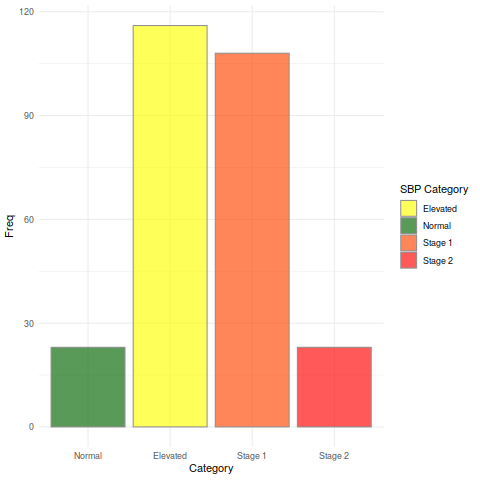 120
90
60
30
0
Freq
Normal
Elevated
Stage 1
Stage 2
Category
SBP Category
Elevated
Normal
Stage 1
Stage 2